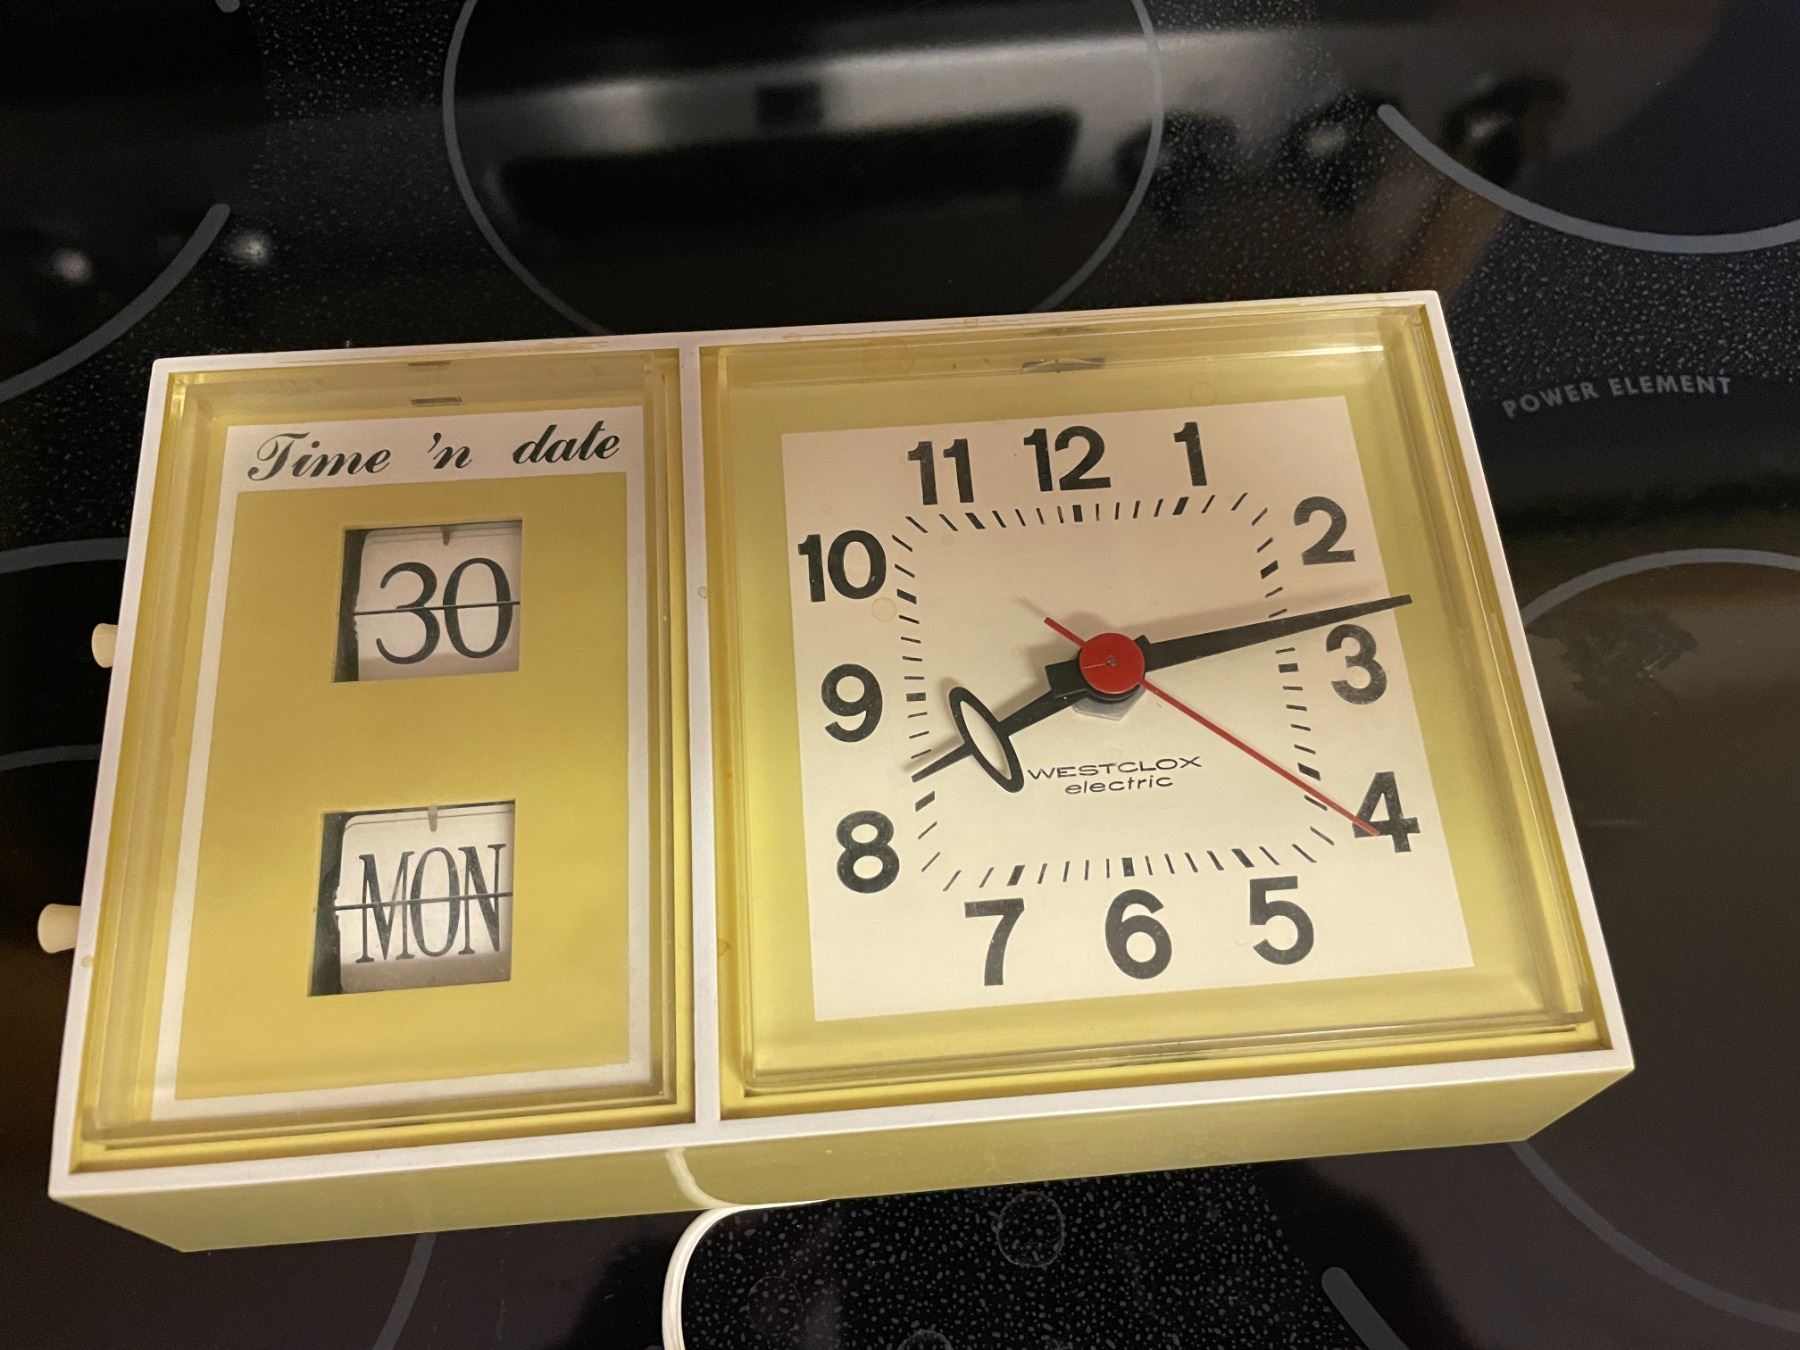 Time 'n date
30
MON
11 12 1
10 2
9 3
8 4
7 6 5
WESTCLOX
electric
POWER ELEMENT